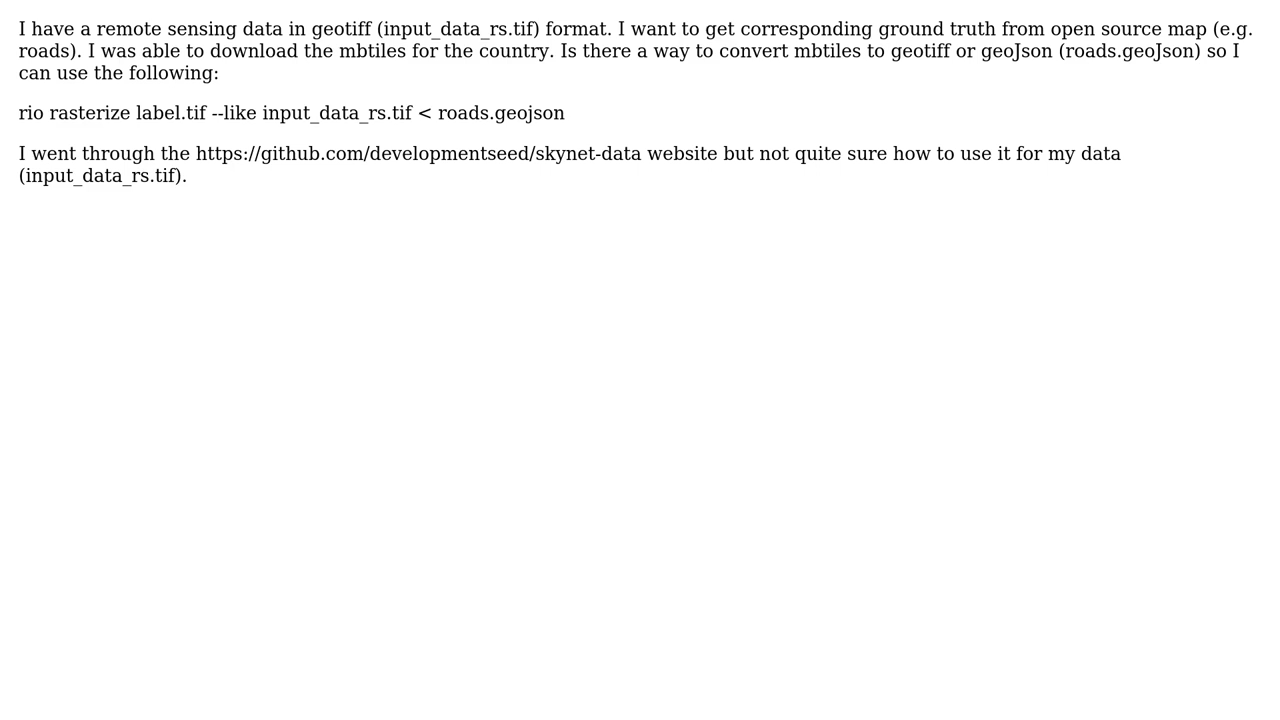 I have a remote sensing data in geotiff (input_data_rs.tif) format. I want to get corresponding ground truth from open source map (e.g.
roads). I was able to download the mbtiles for the country. Is there a way to convert mbtiles to geotiff or geoJson (roads.geoJson) so I
can use the following:
rio rasterize label.tif --like input_data_rs.tif < roads.geojson
I went through the https://github.com/developmentseed/skynet-data website but not quite sure how to use it for my data
(input_data_rs.tif).